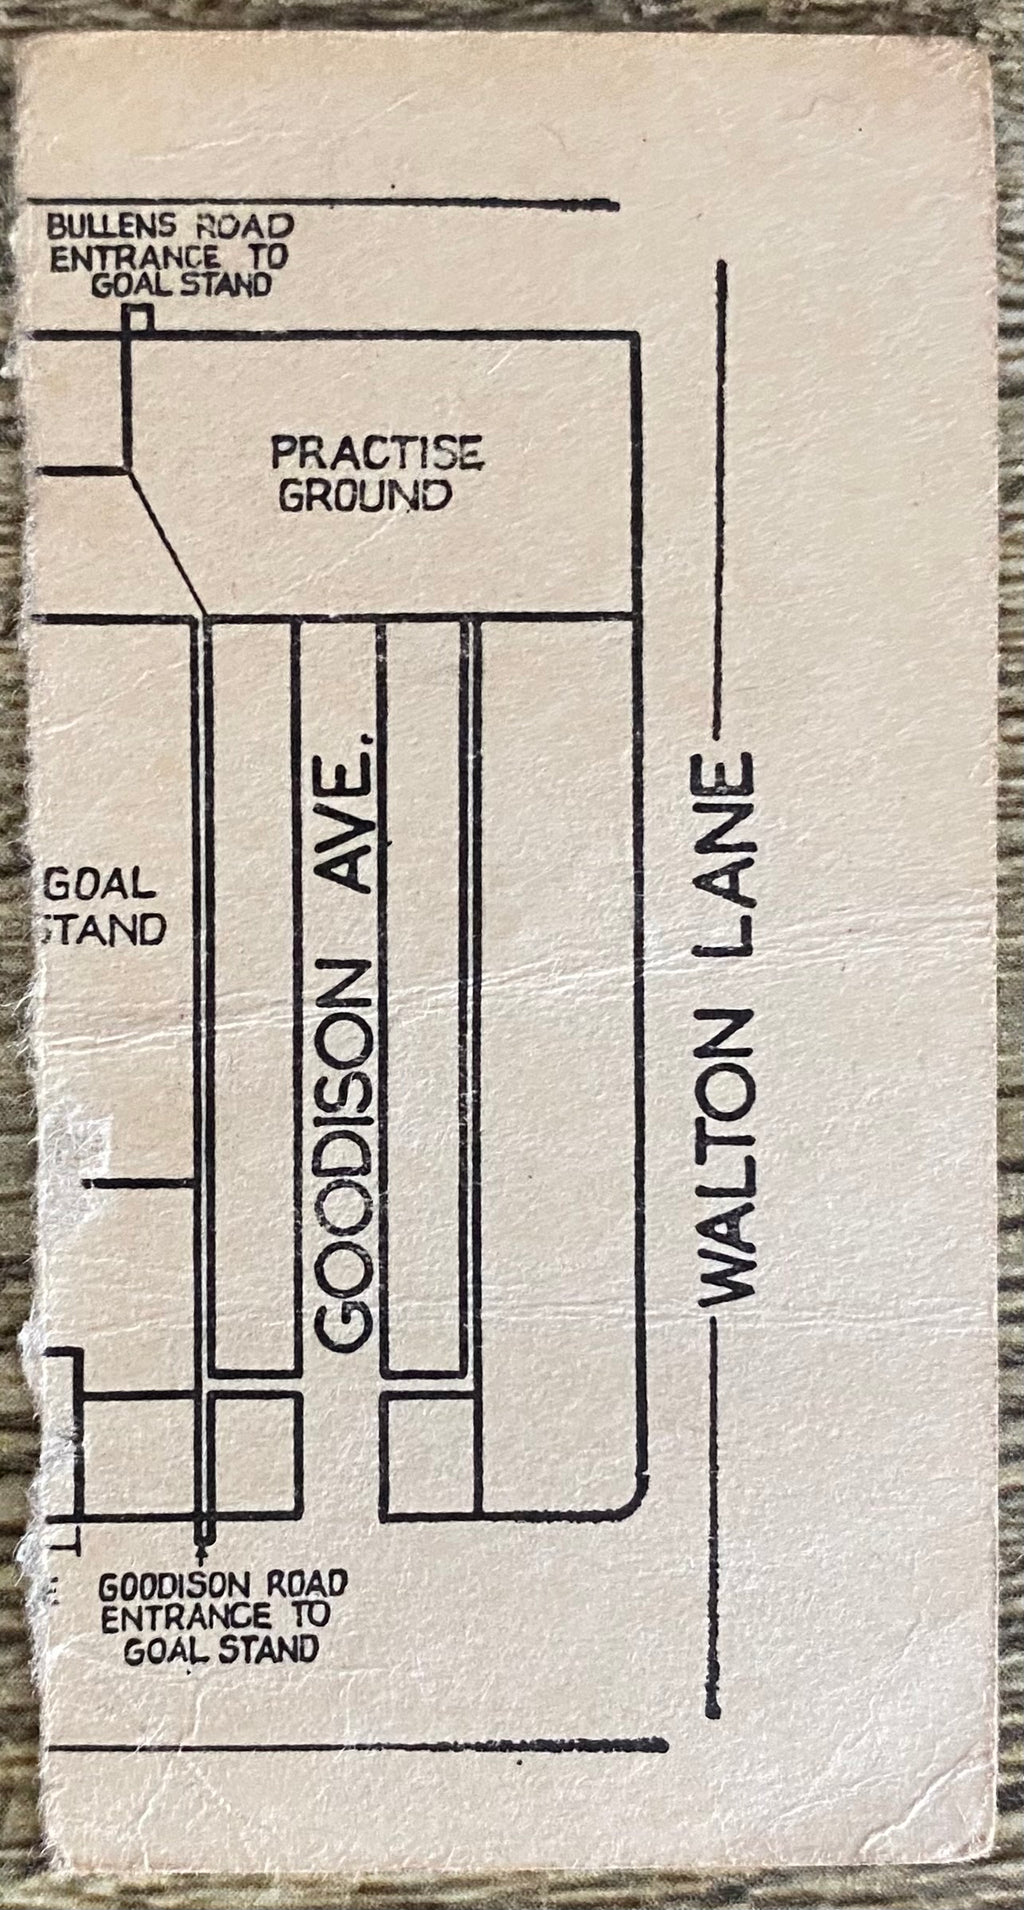 BULLENS ROAD
ENTRANCE TO
GOAL STAND
PRACTISE
GROUND
GOODISON AVE.
WALTON LANE
GOAL
STAND
GOODISON ROAD
ENTRANCE TO
GOAL STAND